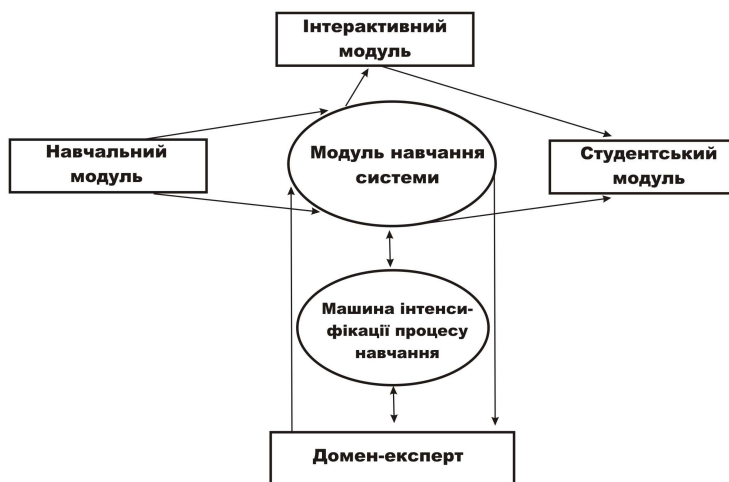 Інтерактивний
модуль
Навчальний
модуль
Модуль навчання
системи
Студентський
модуль
Машина інтенси-
фікації процесу
навчання
Домен-експерт